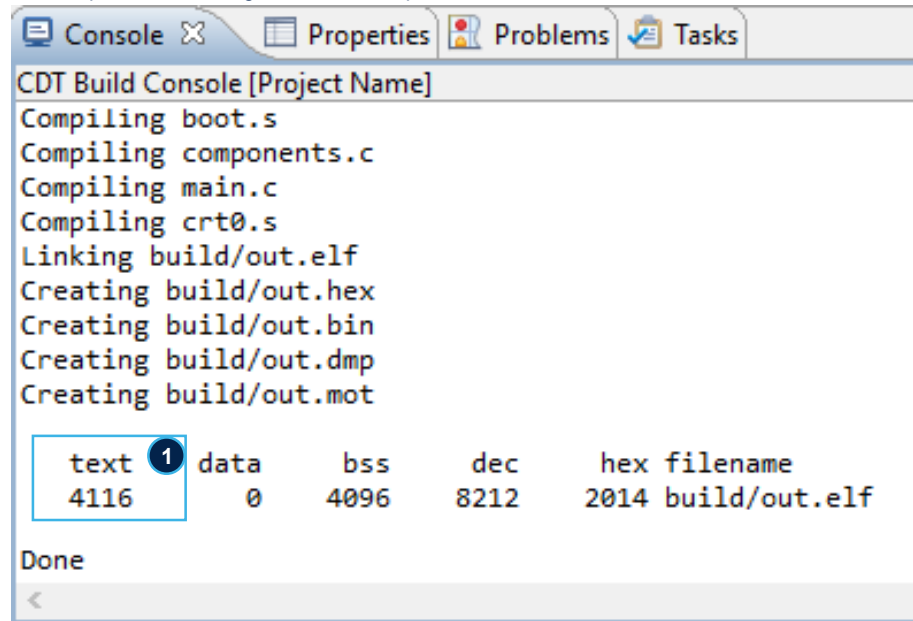 Console Properties Problems Tasks
CDT Build Console [Project Name]
Compiling boot.s
Compiling components.c
Compiling main.c
Compiling crt0.s
Linking build/out.elf
Creating build/out.hex
Creating build/out.bin
Creating build/out.dmp
Creating build/out.mot
text 1 data bss dec hex filename
4116 0 4096 8212 2014 build/out.elf
Done